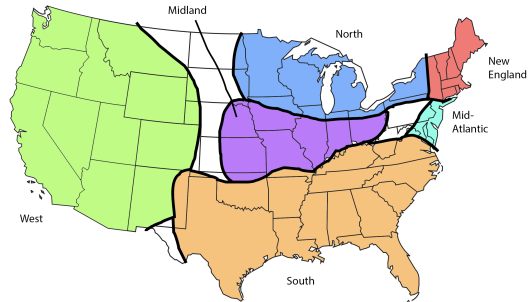 Midland
North
New
England
Mid-
Atlantic
West
South